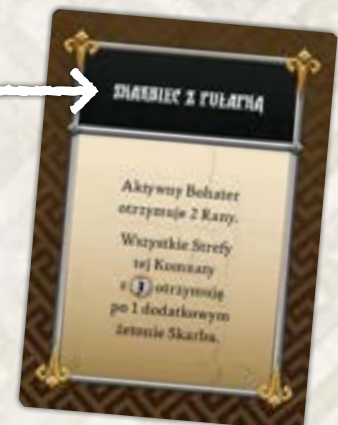 SKARBIEC Z PUŁAPKĄ
Aktywny Bohater
otrzymuje 2 Rany.
Wszystkie Strefy
tej Komnaty
z otrzymują
po 1 dodatkowym
żetonie Skarbu.